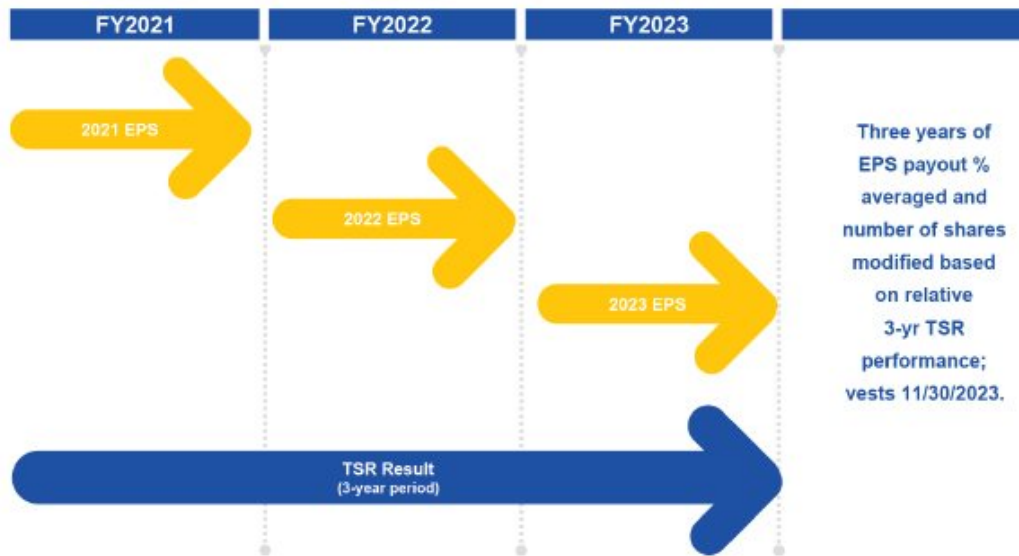 FY2021
FY2022
FY2023
2021 EPS
2022 EPS
2023 EPS
Three years of
EPS payout %
averaged and
number of shares
modified based
on relative
3-yr TSR
performance;
vests 11/30/2023.
TSR Result
(3-year period)